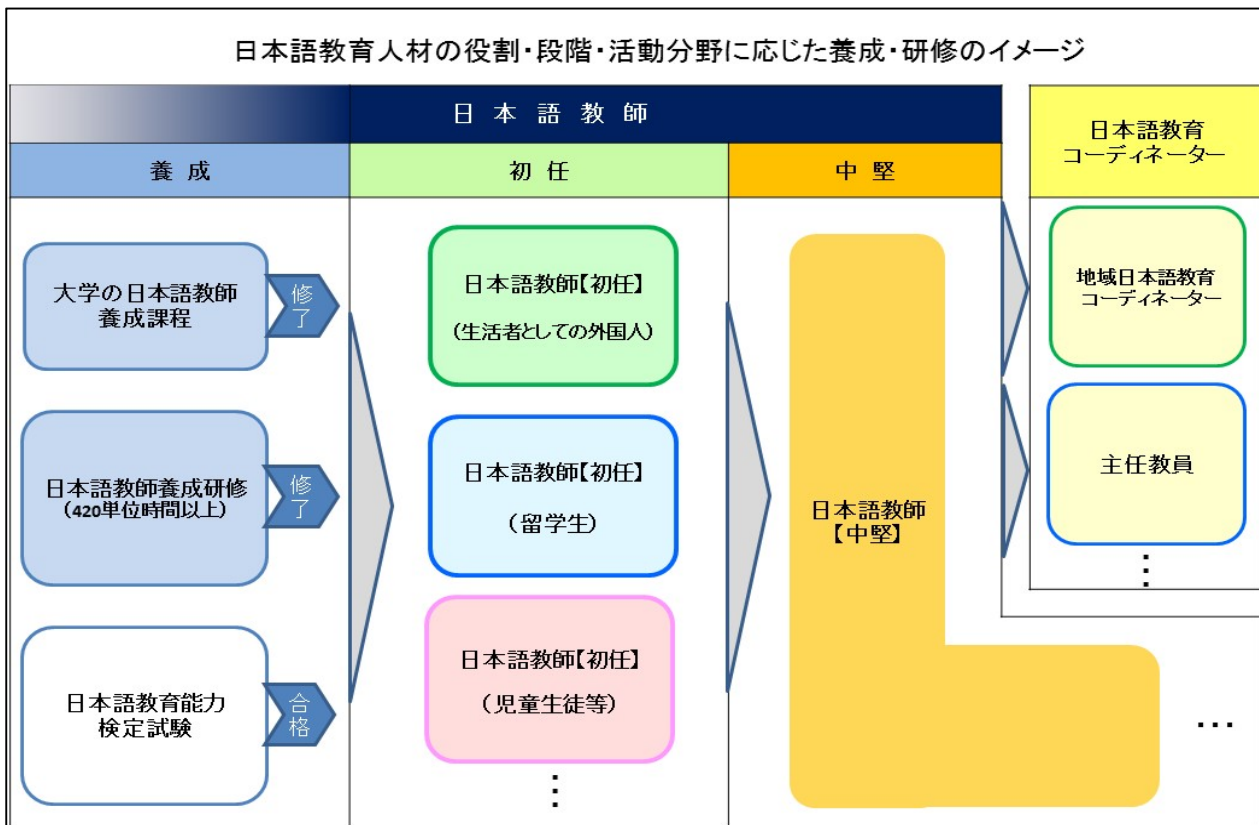 日本語教育人材の役割・段階・活動分野に応じた養成・研修のイメージ
日本語教師
養成
初任
中堅
日本語教育
コーディネーター
大学の日本語教師
養成課程
修了
日本語教師養成研修
(420単位時間以上)
修了
日本語教育能力
検定試験
合格
日本語教師【初任】
(生活者としての外国人)
日本語教師【初任】
(留学生)
日本語教師【初任】
(児童生徒等)
⋮
日本語教師
【中堅】
地域日本語教育
コーディネーター
主任教員
⋮
…